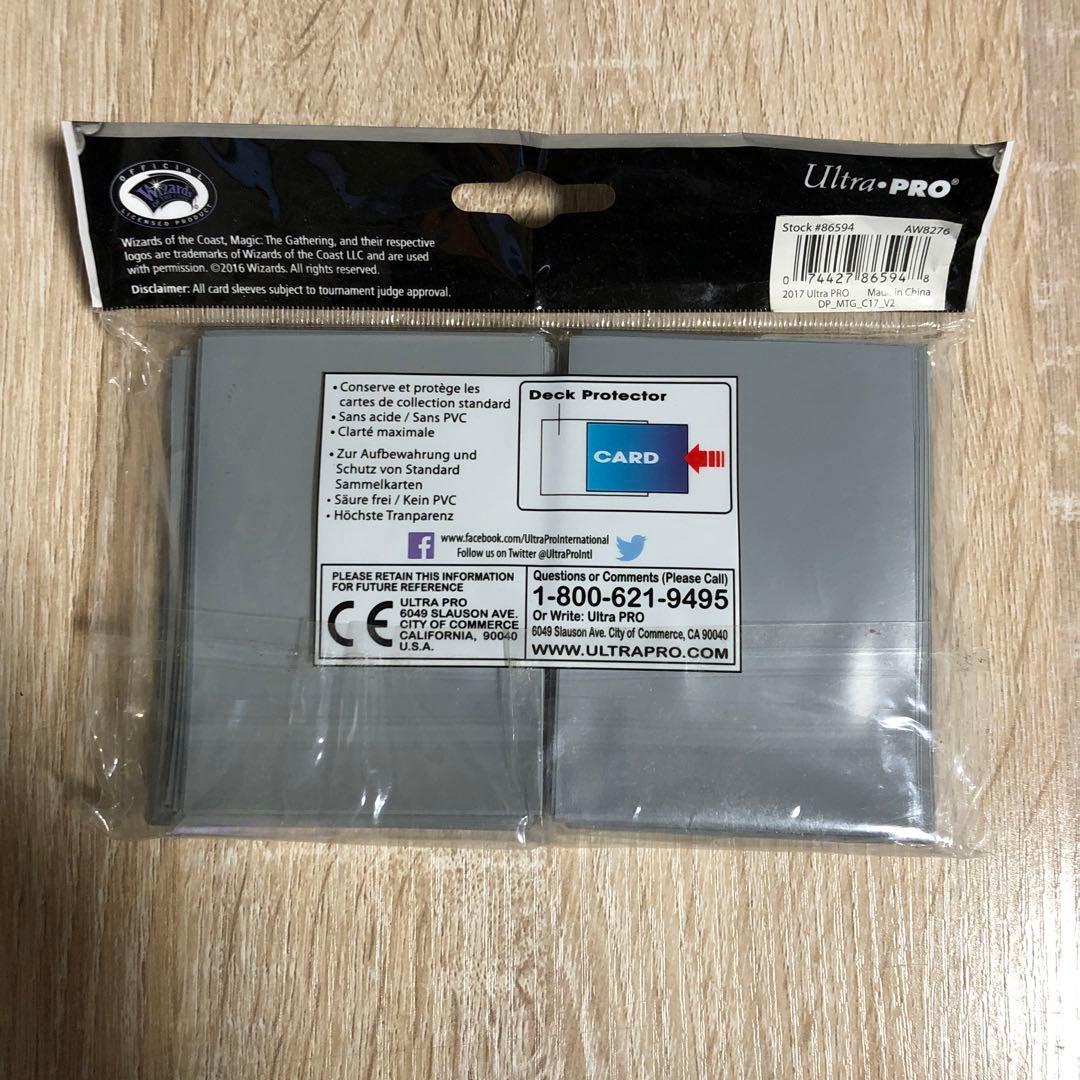 OFFICIAL
Wizards
OF THE COAST
LICENSED PRODUCT
Wizards of the Coast, Magic: The Gathering, and their respective
logos are trademarks of Wizards of the Coast LLC and are used
with permission. ©2016 Wizards. All rights reserved.
Disclaimer: All card sleeves subject to tournament judge approval.
Ultra•PRO®
Stock #86594 AW8276
0 74427 86594 8
2017 Ultra PRO Made in China
DP_MTG_C17_V2
• Conserve et protège les
cartes de collection standard
• Sans acide / Sans PVC
• Clarté maximale
• Zur Aufbewahrung und
Schutz von Standard
Sammelkarten
• Säure frei / Kein PVC
• Höchste Tranparenz
Deck Protector
CARD
f www.facebook.com/UltraProInternational
Follow us on Twitter @UltraProIntl
PLEASE RETAIN THIS INFORMATION
FOR FUTURE REFERENCE
CE
ULTRA PRO
6049 SLAUSON AVE.
CITY OF COMMERCE
CALIFORNIA, 90040
U.S.A.
Questions or Comments (Please Call)
1-800-621-9495
Or Write: Ultra PRO
6049 Slauson Ave. City of Commerce, CA 90040
WWW.ULTRAPRO.COM